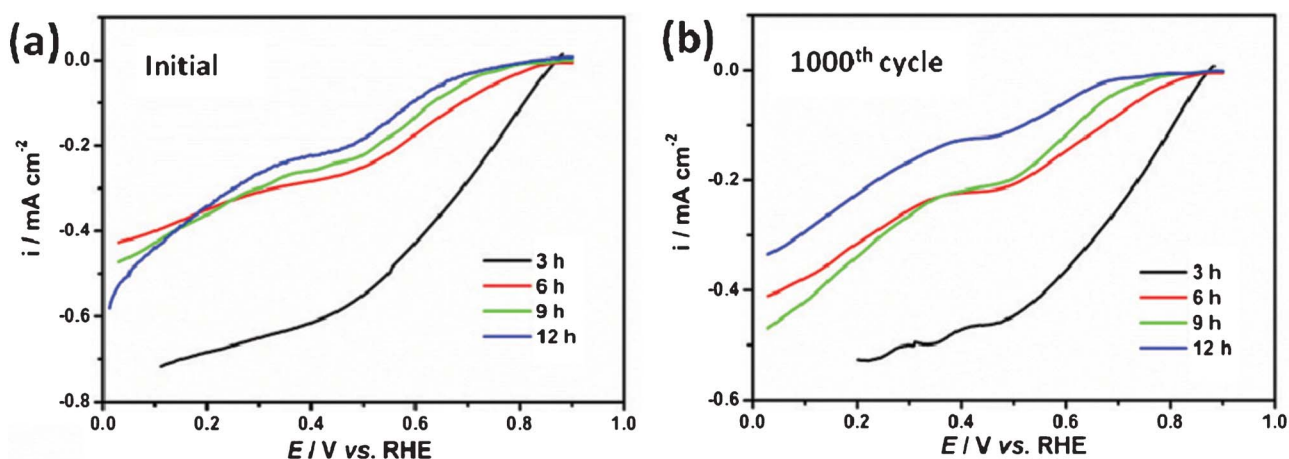 (a)
Initial
0.0
-0.2
-0.4
-0.6
-0.8
i / mA cm⁻²
3 h
6 h
9 h
12 h
0.0 0.2 0.4 0.6 0.8 1.0
E / V vs. RHE
(b)
1000ᵗʰ cycle
0.0
-0.2
-0.4
-0.6
i / mA cm⁻²
3 h
6 h
9 h
12 h
0.0 0.2 0.4 0.6 0.8 1.0
E / V vs. RHE